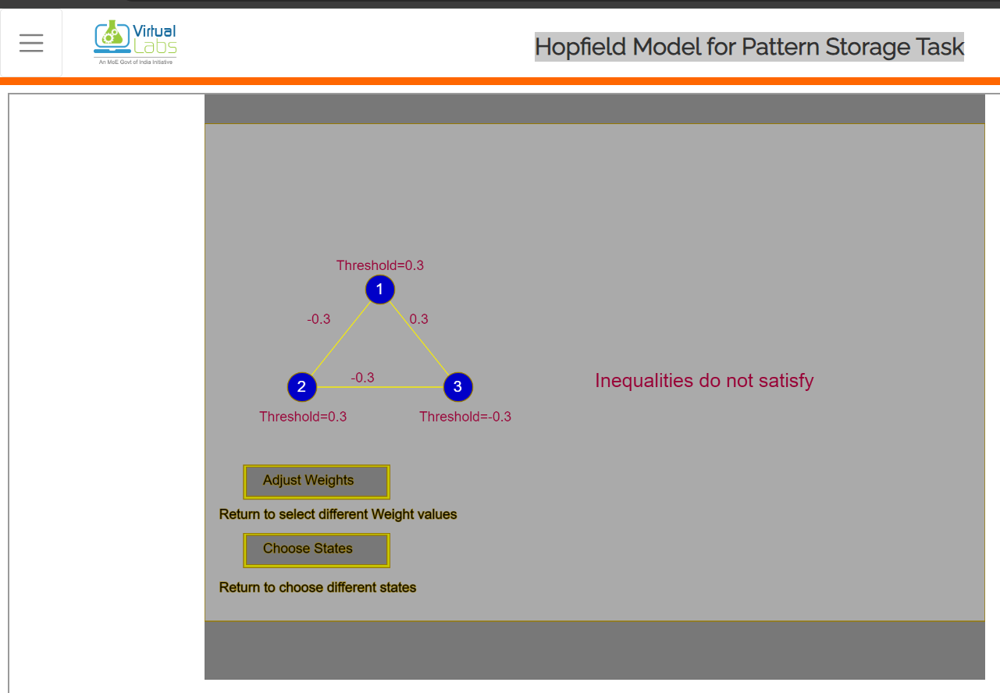 Virtual
Labs
An MoE Govt of India Initiative
Hopfield Model for Pattern Storage Task
Threshold=0.3
1
-0.3
0.3
2
-0.3
3
Threshold=0.3
Threshold=-0.3
Inequalities do not satisfy
Adjust Weights
Return to select different Weight values
Choose States
Return to choose different states